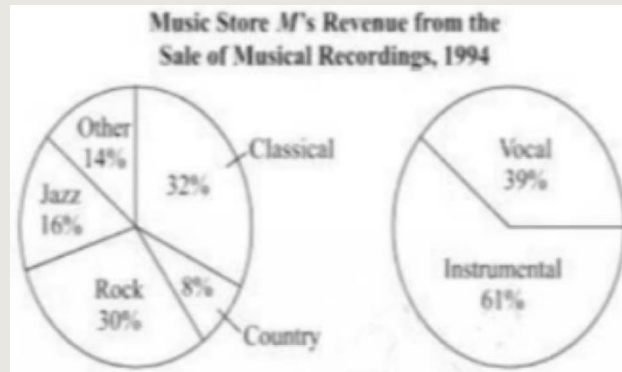 Music Store M's Revenue from the
Sale of Musical Recordings, 1994
Other
14%
Classical
32%
Jazz
16%
Rock
30%
8%
Country
Vocal
39%
Instrumental
61%